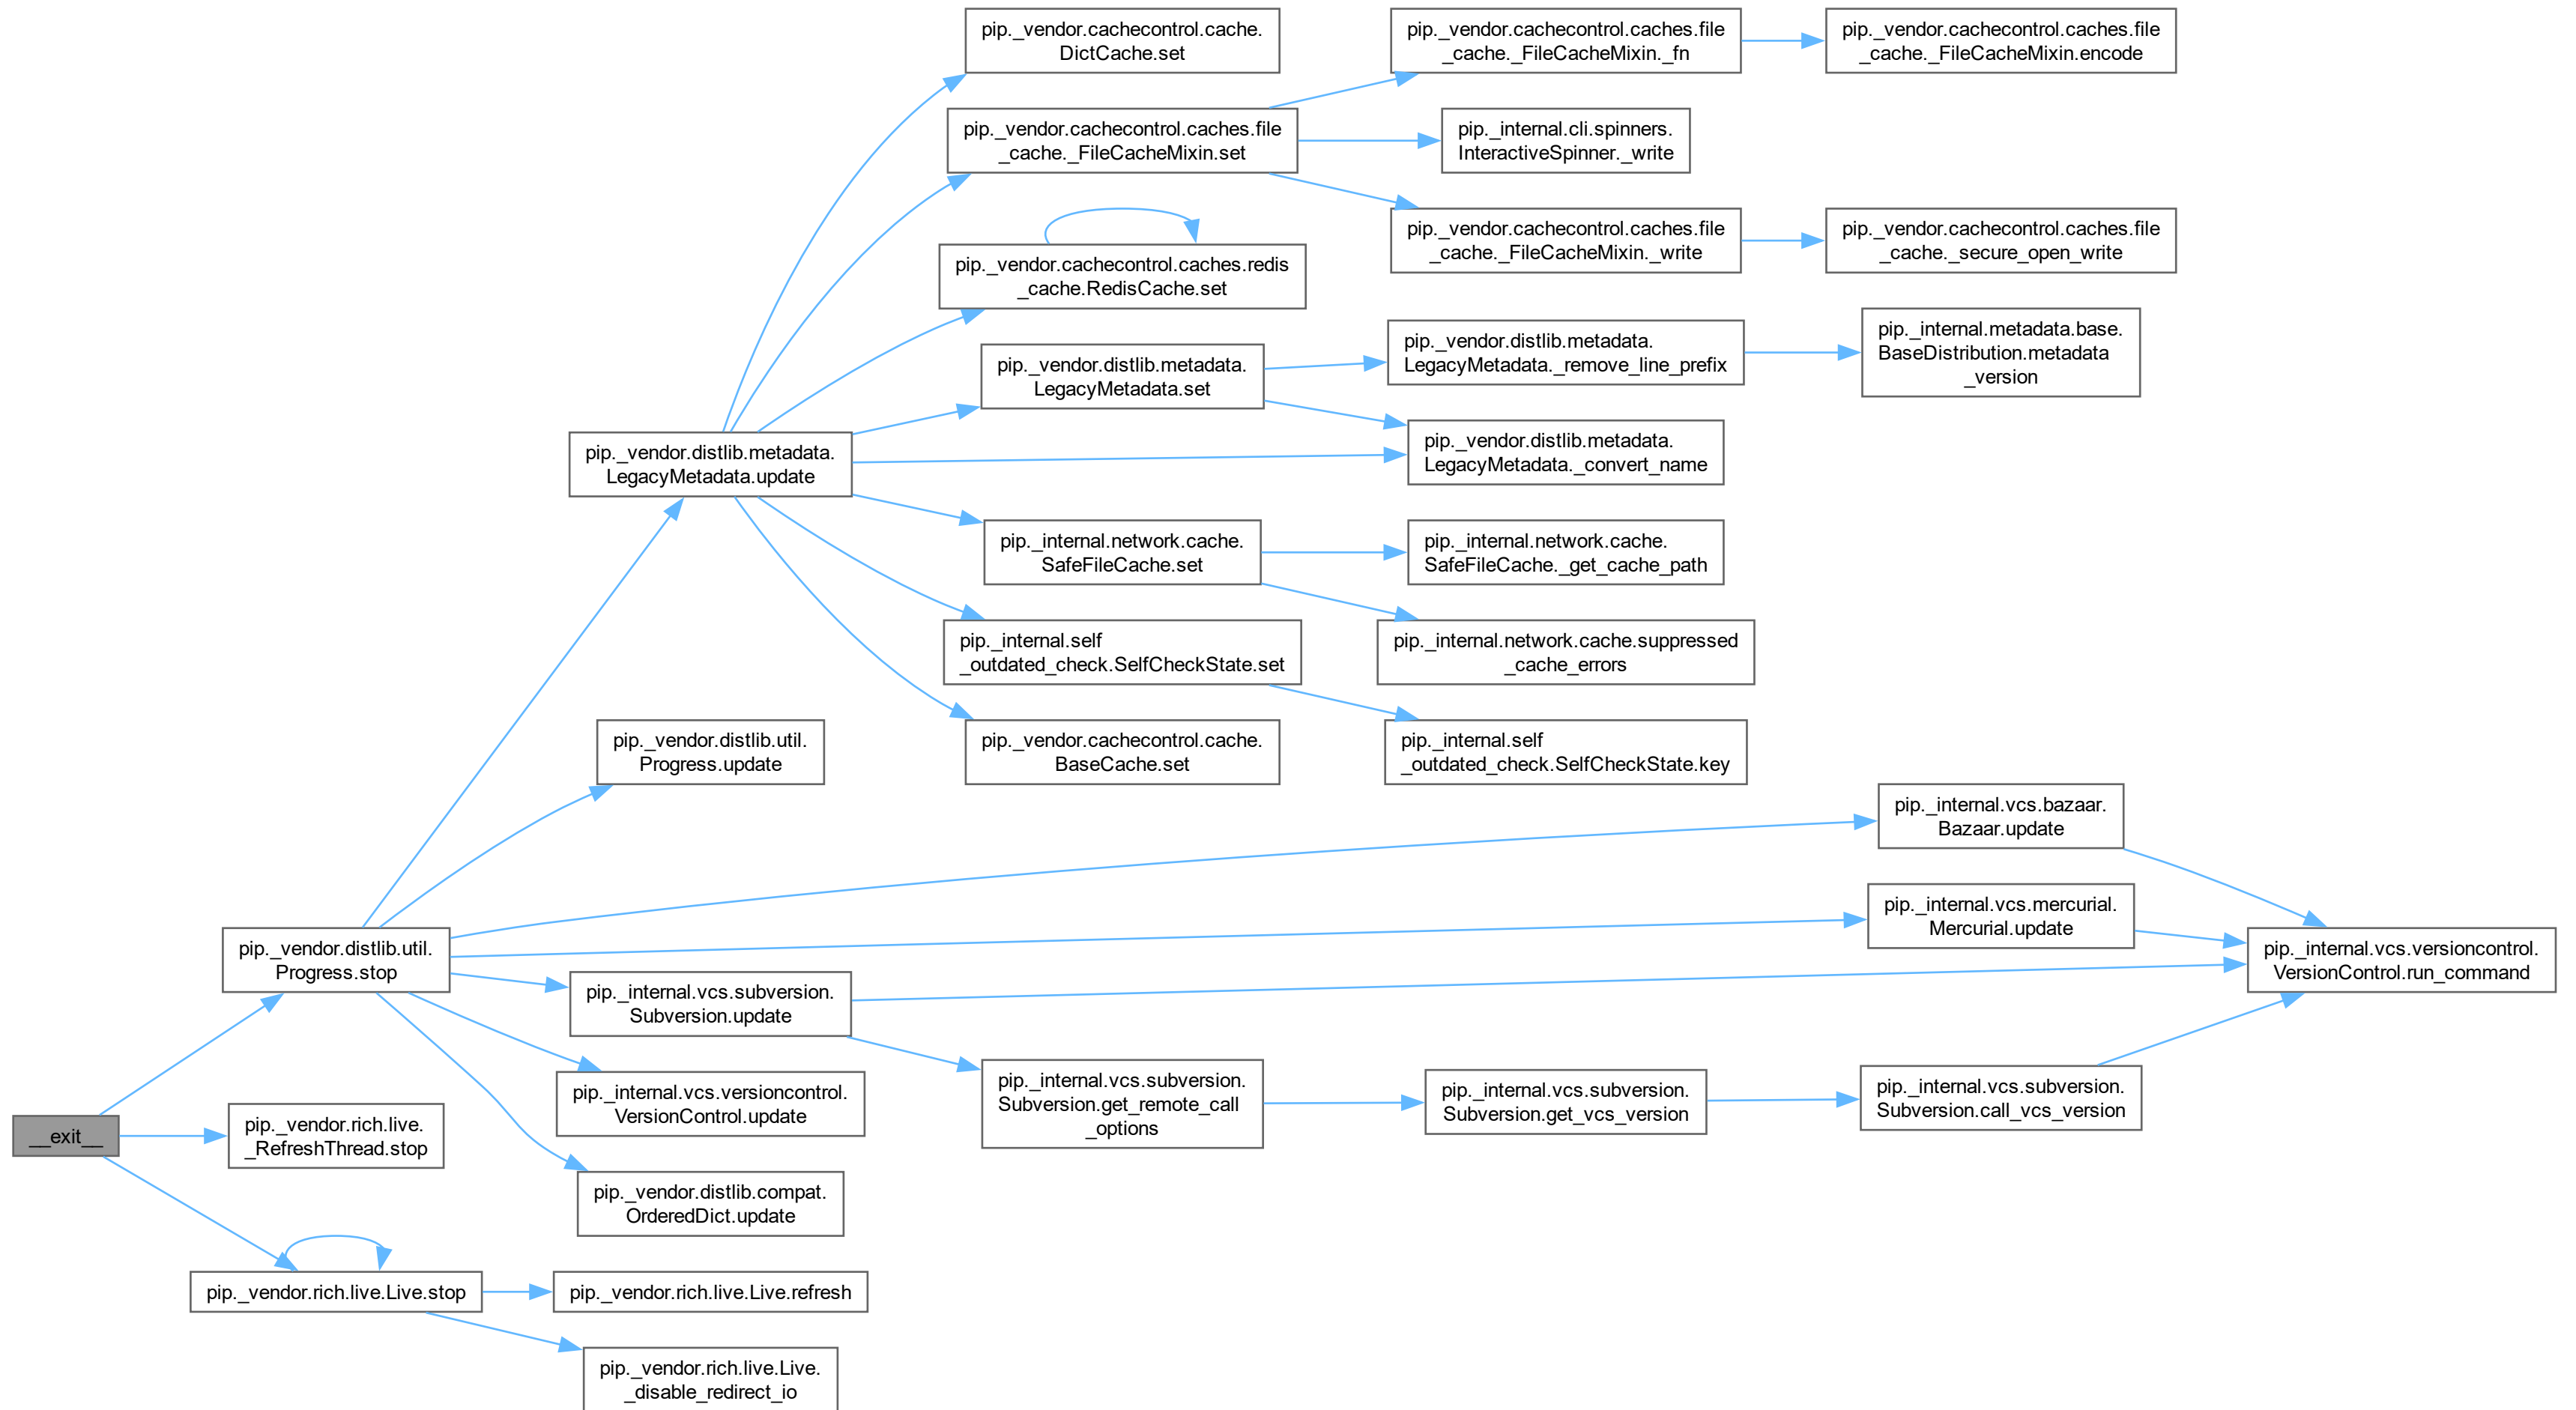 pip._vendor.cachecontrol.cache.
DictCache.set
pip._vendor.cachecontrol.caches.file
_cache._FileCacheMixin._fn
pip._vendor.cachecontrol.caches.file
_cache._FileCacheMixin.encode
pip._vendor.cachecontrol.caches.file
_cache._FileCacheMixin.set
pip._internal.cli.spinners.
InteractiveSpinner._write
pip._vendor.cachecontrol.caches.file
_cache._FileCacheMixin._write
pip._vendor.cachecontrol.caches.file
_cache._secure_open_write
pip._vendor.cachecontrol.caches.redis
_cache.RedisCache.set
pip._vendor.distlib.metadata.
LegacyMetadata.set
pip._vendor.distlib.metadata.
LegacyMetadata._remove_line_prefix
pip._internal.metadata.base.
BaseDistribution.metadata
_version
pip._vendor.distlib.metadata.
LegacyMetadata.update
pip._vendor.distlib.metadata.
LegacyMetadata._convert_name
pip._internal.network.cache.
SafeFileCache.set
pip._internal.network.cache.
SafeFileCache._get_cache_path
pip._internal.self
_outdated_check.SelfCheckState.set
pip._internal.network.cache.suppressed
_cache_errors
pip._vendor.distlib.util.
Progress.update
pip._vendor.cachecontrol.cache.
BaseCache.set
pip._internal.self
_outdated_check.SelfCheckState.key
pip._internal.vcs.bazaar.
Bazaar.update
pip._internal.vcs.mercurial.
Mercurial.update
pip._vendor.distlib.util.
Progress.stop
pip._internal.vcs.versioncontrol.
VersionControl.run_command
pip._internal.vcs.subversion.
Subversion.update
pip._internal.vcs.versioncontrol.
VersionControl.update
pip._internal.vcs.subversion.
Subversion.get_remote_call
_options
pip._internal.vcs.subversion.
Subversion.get_vcs_version
pip._internal.vcs.subversion.
Subversion.call_vcs_version
__exit__
pip._vendor.rich.live.
_RefreshThread.stop
pip._vendor.distlib.compat.
OrderedDict.update
pip._vendor.rich.live.Live.stop
pip._vendor.rich.live.Live.refresh
pip._vendor.rich.live.Live.
_disable_redirect_io